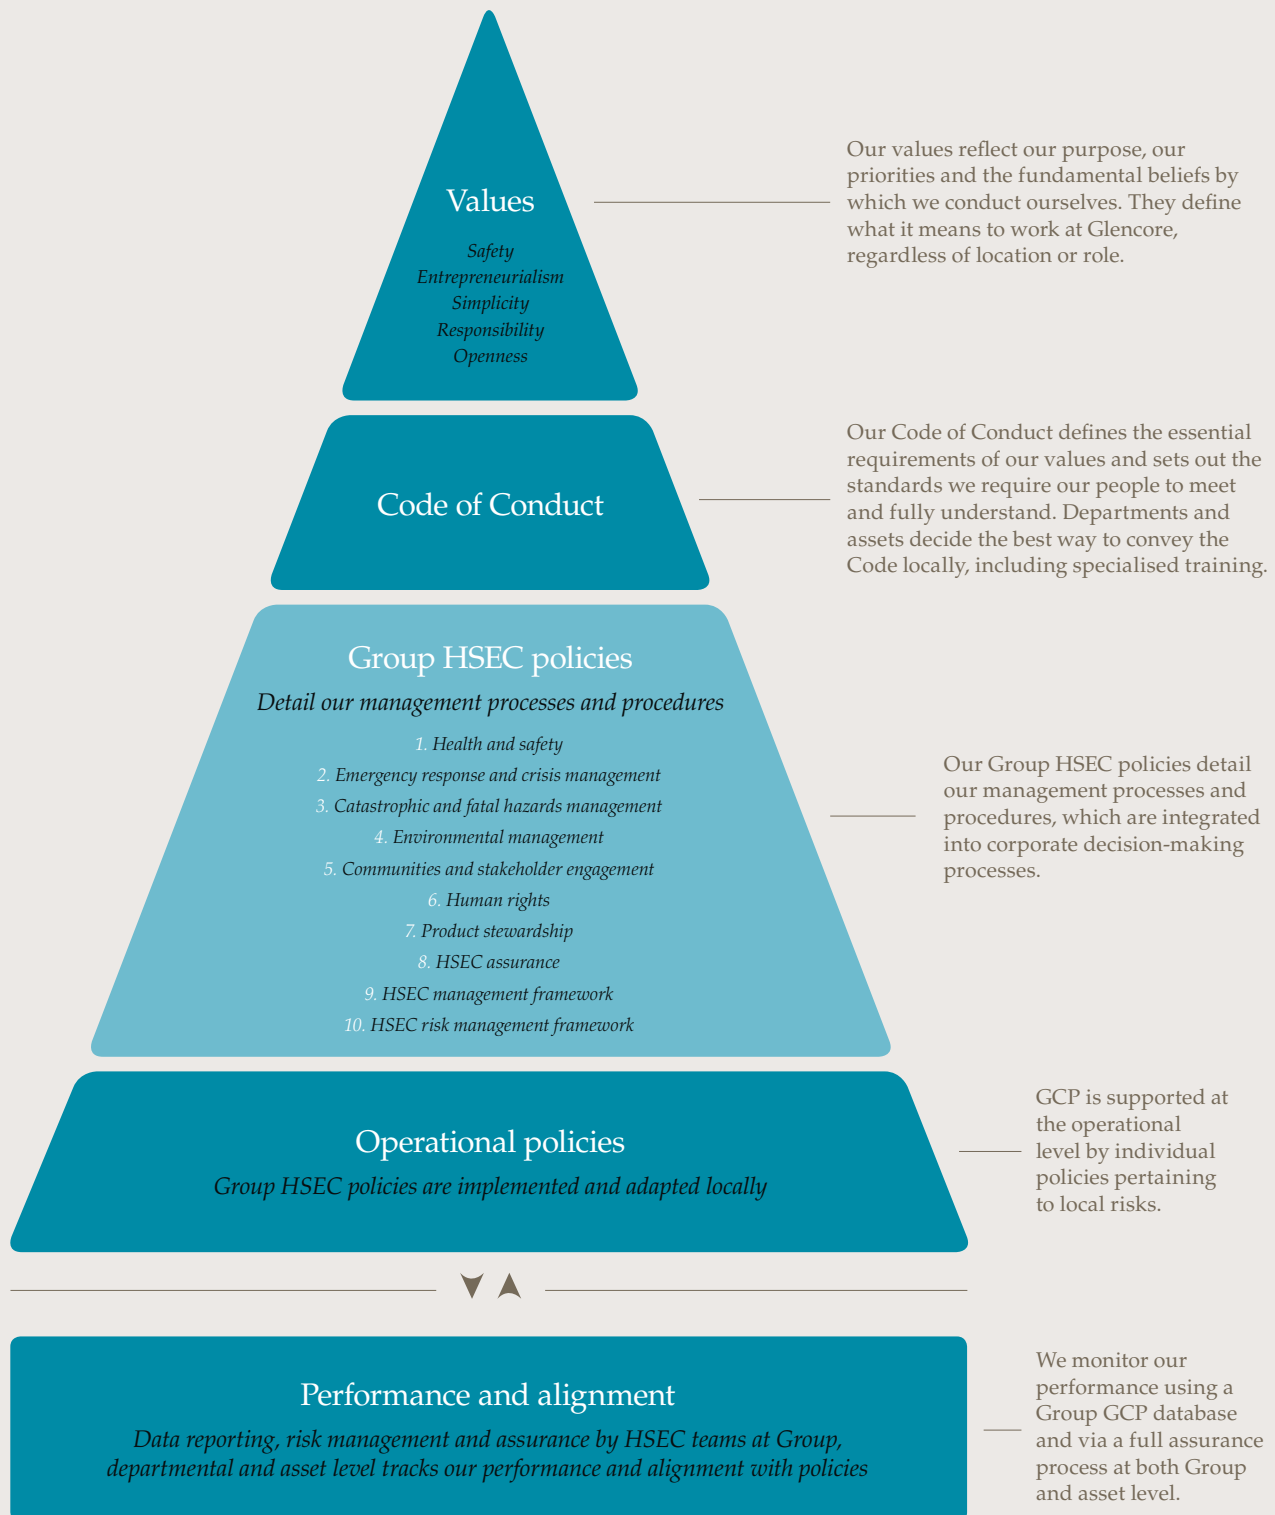 Values
Safety
Entrepreneurialism
Simplicity
Responsibility
Openness
Our values reflect our purpose, our
priorities and the fundamental beliefs by
which we conduct ourselves. They define
what it means to work at Glencore,
regardless of location or role.
Code of Conduct
Our Code of Conduct defines the essential
requirements of our values and sets out the
standards we require our people to meet
and fully understand. Departments and
assets decide the best way to convey the
Code locally, including specialised training.
Group HSEC policies
Detail our management processes and procedures
1. Health and safety
2. Emergency response and crisis management
3. Catastrophic and fatal hazards management
4. Environmental management
5. Communities and stakeholder engagement
6. Human rights
7. Product stewardship
8. HSEC assurance
9. HSEC management framework
10. HSEC risk management framework
Our Group HSEC policies detail
our management processes and
procedures, which are integrated
into corporate decision-making
processes.
Operational policies
Group HSEC policies are implemented and adapted locally
GCP is supported at
the operational
level by individual
policies pertaining
to local risks.
Performance and alignment
Data reporting, risk management and assurance by HSEC teams at Group,
departmental and asset level tracks our performance and alignment with policies
We monitor our
performance using a
Group GCP database
and via a full assurance
process at both Group
and asset level.